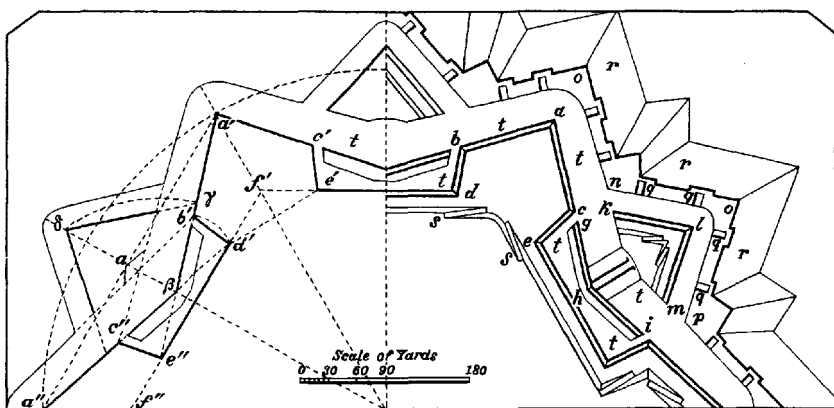 r
o
a' a
t
c' t b t
t r
n q q
f' e' t d
γ k o
δ b' s c l
g q r
d' e t
a s
β h t q
m p
c'' i
e'' t
Scale of Yards
0 30 60 90 180
a'' f''